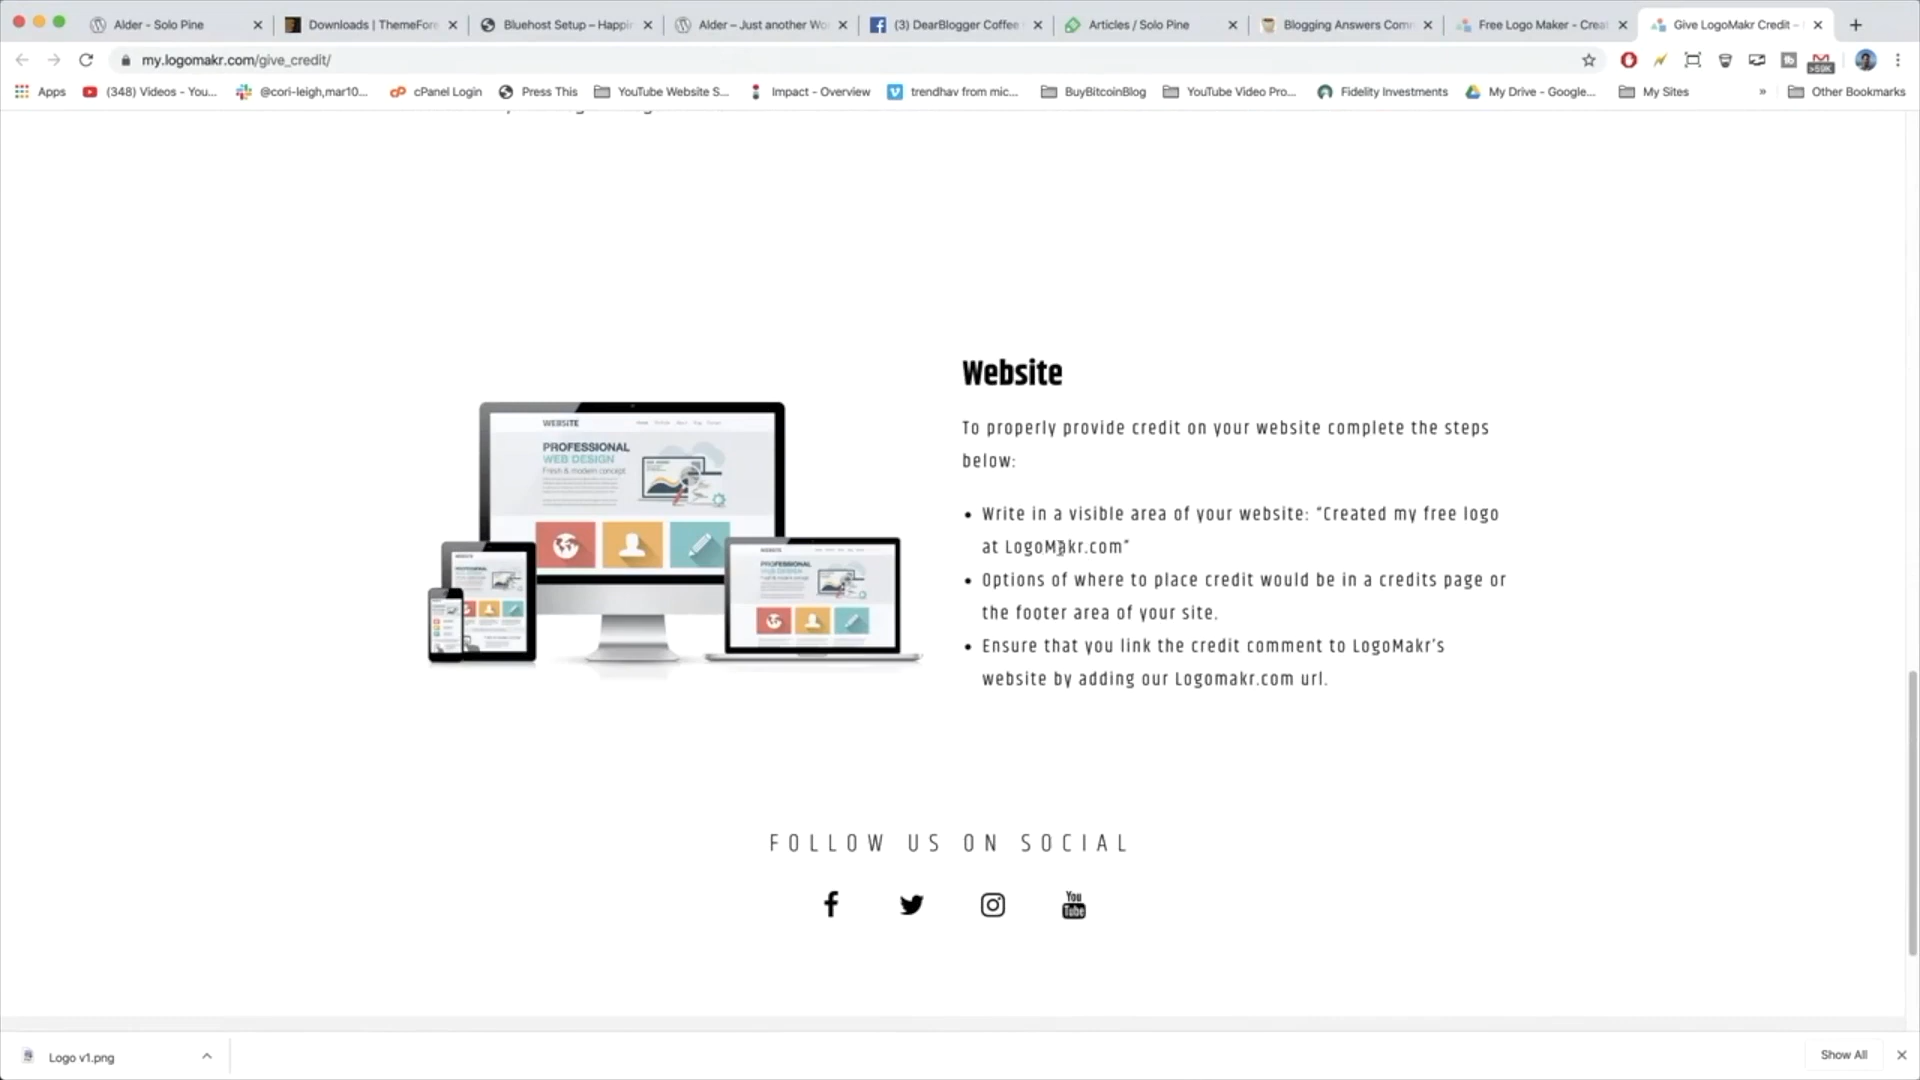 Alder - Solo Pine
Downloads | ThemeFore
Bluehost Setup – Happi
Alder – Just another Wo
(3) DearBlogger Coffee
Articles / Solo Pine
Blogging Answers Com
Free Logo Maker - Crea
Give LogoMakr Credit –
my.logomakr.com/give_credit/
Apps
(348) Videos - You...
@cori-leigh,mar10...
cPanel Login
Press This
YouTube Website S...
Impact - Overview
trendhav from mic...
BuyBitcoinBlog
YouTube Video Pro...
Fidelity Investments
My Drive - Google...
My Sites
»
Other Bookmarks
WEBSITE
PROFESSIONAL
WEB DESIGN
Fresh & modern concept
Website
To properly provide credit on your website complete the steps
below:
• Write in a visible area of your website: “Created my free logo
at LogoMakr.com”
• Options of where to place credit would be in a credits page or
the footer area of your site.
• Ensure that you link the credit comment to LogoMakr’s
website by adding our Logomakr.com url.
FOLLOW US ON SOCIAL
You
Tube
Logo v1.png
Show All